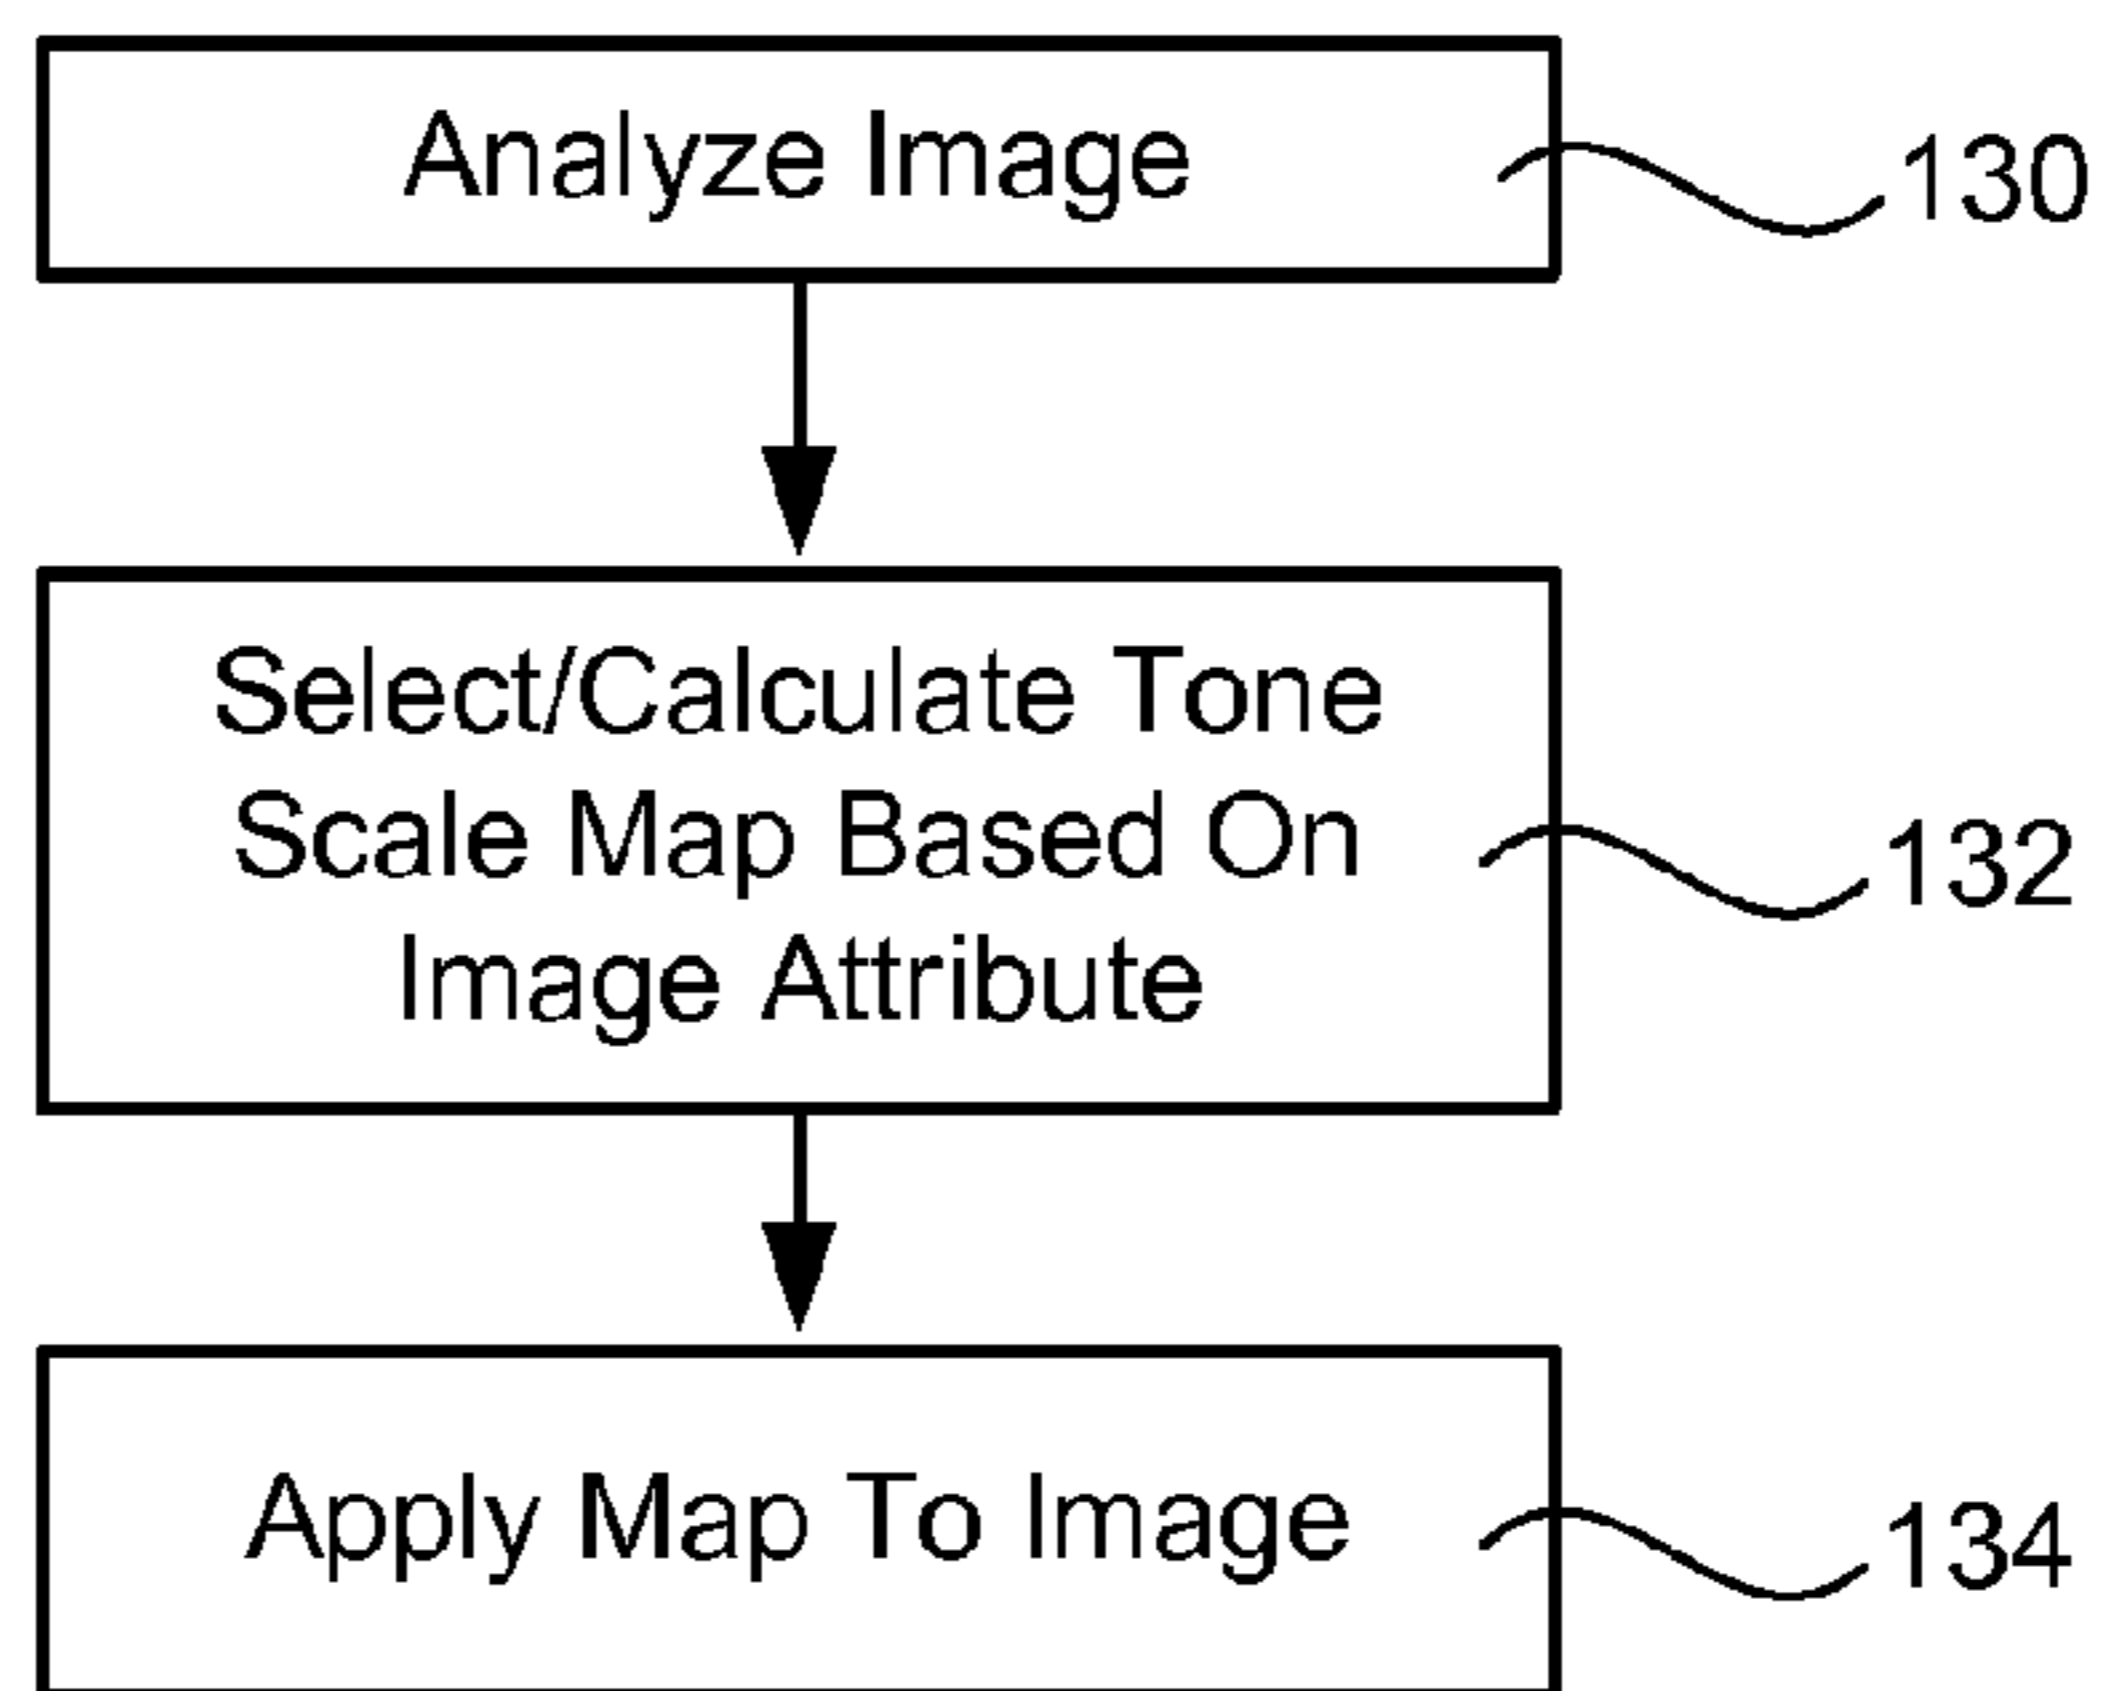 Analyze Image
130
Select/Calculate Tone
Scale Map Based On
Image Attribute
132
Apply Map To Image
134